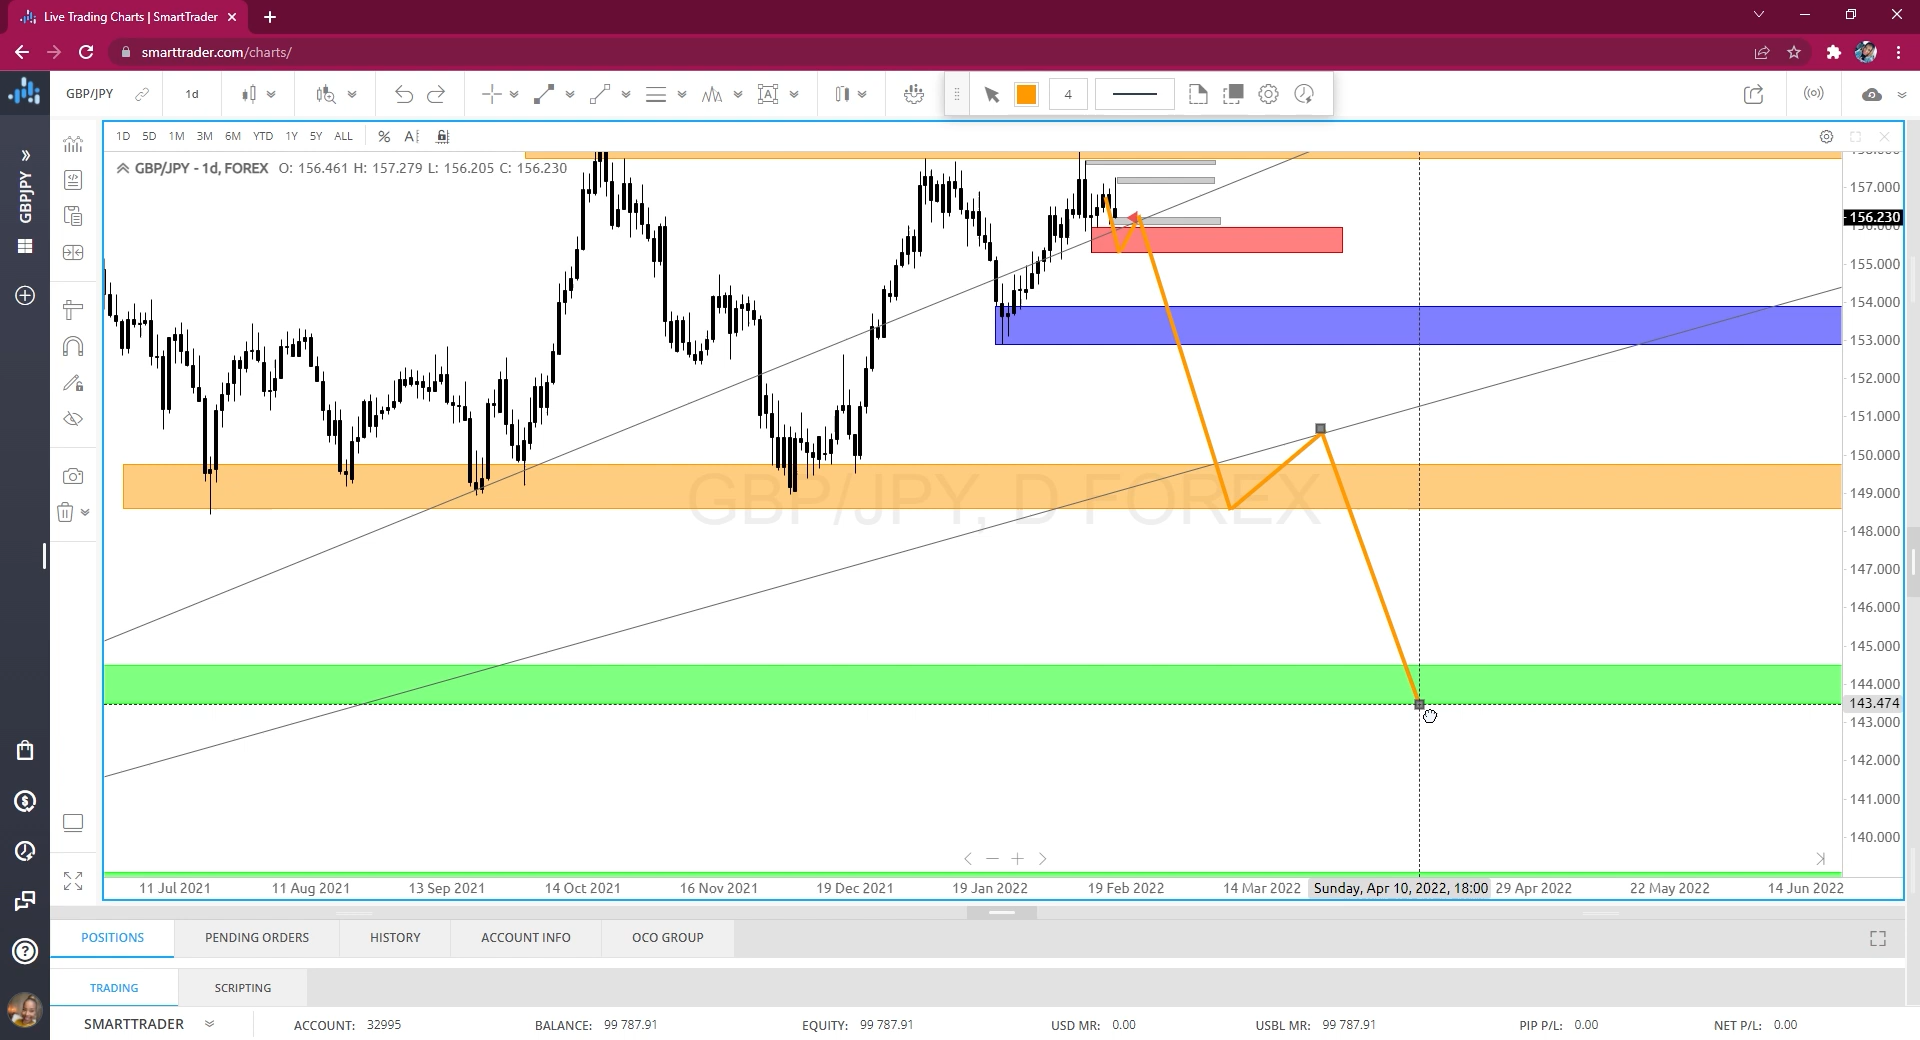 Live Trading Charts | SmartTrader
smarttrader.com/charts/
GBP/JPY
1d
4
GBPJPY
1D 5D 1M 3M 6M YTD 1Y 5Y ALL % A
GBP/JPY - 1d, FOREX O: 156.461 H: 157.279 L: 156.205 C: 156.230
157.000
156.230
155.000
154.000
153.000
152.000
151.000
150.000
149.000
GBP/JPY, D FOREX
148.000
147.000
146.000
145.000
144.000
143.474
143.000
142.000
141.000
140.000
11 Jul 2021 11 Aug 2021 13 Sep 2021 14 Oct 2021 16 Nov 2021 19 Dec 2021 19 Jan 2022 19 Feb 2022 14 Mar 2022 Sunday, Apr 10, 2022, 18:00 29 Apr 2022 22 May 2022 14 Jun 2022
POSITIONS PENDING ORDERS HISTORY ACCOUNT INFO OCO GROUP
TRADING SCRIPTING
SMARTTRADER ACCOUNT: 32995 BALANCE: 99 787.91 EQUITY: 99 787.91 USD MR: 0.00 USBL MR: 99 787.91 PIP P/L: 0.00 NET P/L: 0.00